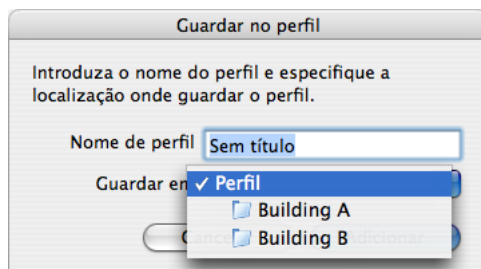 Guardar no perfil
Introduza o nome do perfil e especifique a
localização onde guardar o perfil.
Nome de perfil Sem título
Guardar em ✓ Perfil
Building A
Building B
Adicionar